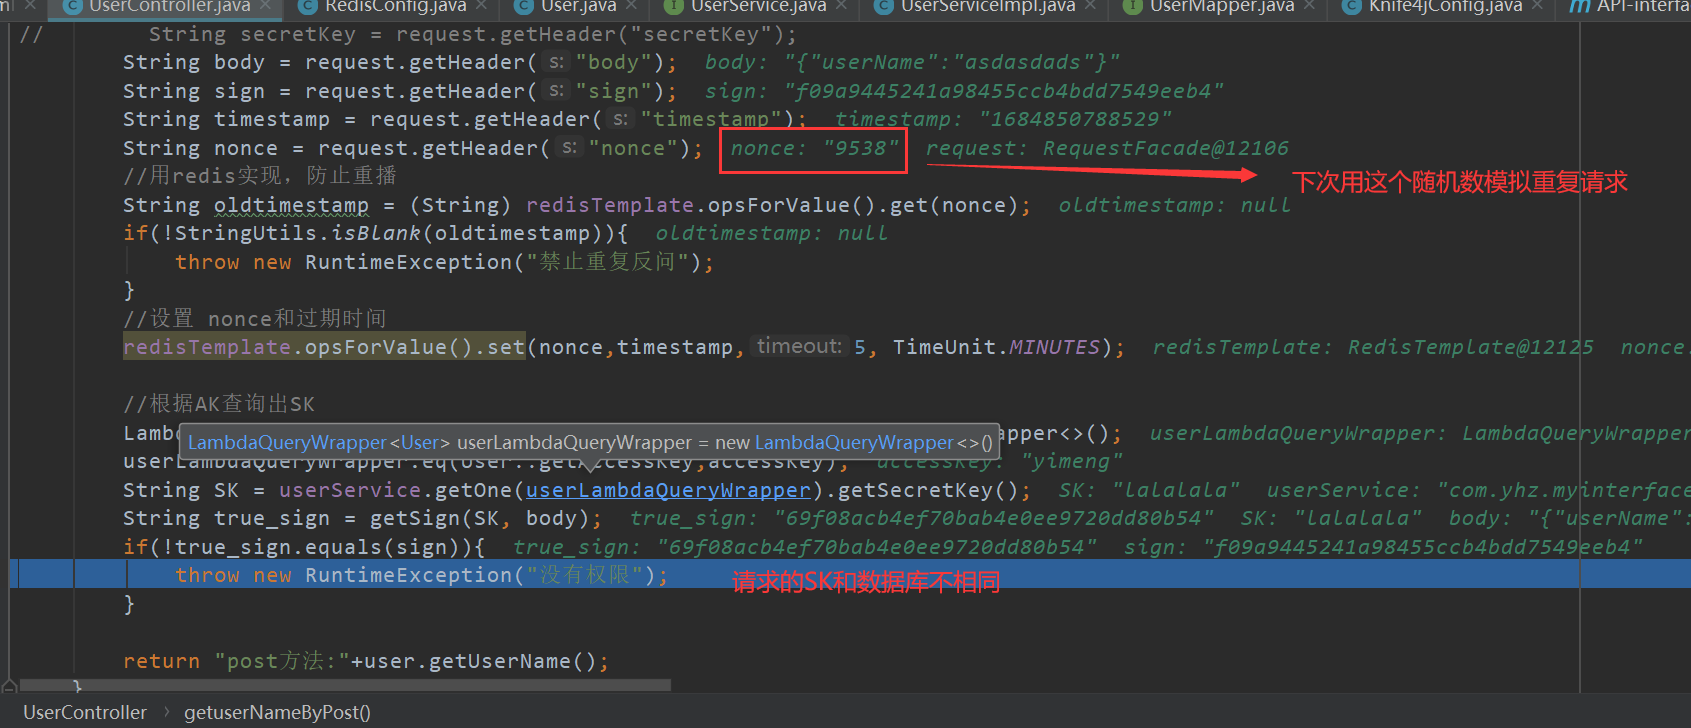 UserController.java RedisConfig.java User.java UserService.java UserServiceImpl.java UserMapper.java Knife4jConfig.java API-interfa
// String secretKey = request.getHeader("secretKey");
String body = request.getHeader( s: "body"); body: "{"userName":"asdasdads"}"
String sign = request.getHeader( s: "sign"); sign: "f09a9445241a98455ccb4bdd7549eeb4"
String timestamp = request.getHeader( s: "timestamp"); timestamp: "1684850788529"
String nonce = request.getHeader( s: "nonce"); nonce: "9538" request: RequestFacade@12106
//用redis实现，防止重播
下次用这个随机数模拟重复请求
String oldtimestamp = (String) redisTemplate.opsForValue().get(nonce); oldtimestamp: null
if(!StringUtils.isBlank(oldtimestamp)){ oldtimestamp: null
throw new RuntimeException("禁止重复反问");
}
//设置 nonce和过期时间
redisTemplate.opsForValue().set(nonce,timestamp, timeout: 5, TimeUnit.MINUTES); redisTemplate: RedisTemplate@12125 nonce:
//根据AK查询出SK
Lambd LambdaQueryWrapper<User> userLambdaQueryWrapper = new LambdaQueryWrapper<>() apper<>(); userLambdaQueryWrapper: LambdaQueryWrapper
userLambdaQueryWrapper.eq(User::getAccessKey,accessKey); accessKey: "yimeng"
String SK = userService.getOne(userLambdaQueryWrapper).getSecretKey(); SK: "lalalala" userService: "com.yhz.myinterface
String true_sign = getSign(SK, body); true_sign: "69f08acb4ef70bab4e0ee9720dd80b54" SK: "lalalala" body: "{"userName":
if(!true_sign.equals(sign)){ true_sign: "69f08acb4ef70bab4e0ee9720dd80b54" sign: "f09a9445241a98455ccb4bdd7549eeb4"
throw new RuntimeException("没有权限"); 请求的SK和数据库不相同
}
return "post方法:"+user.getUserName();
}
UserController › getuserNameByPost()